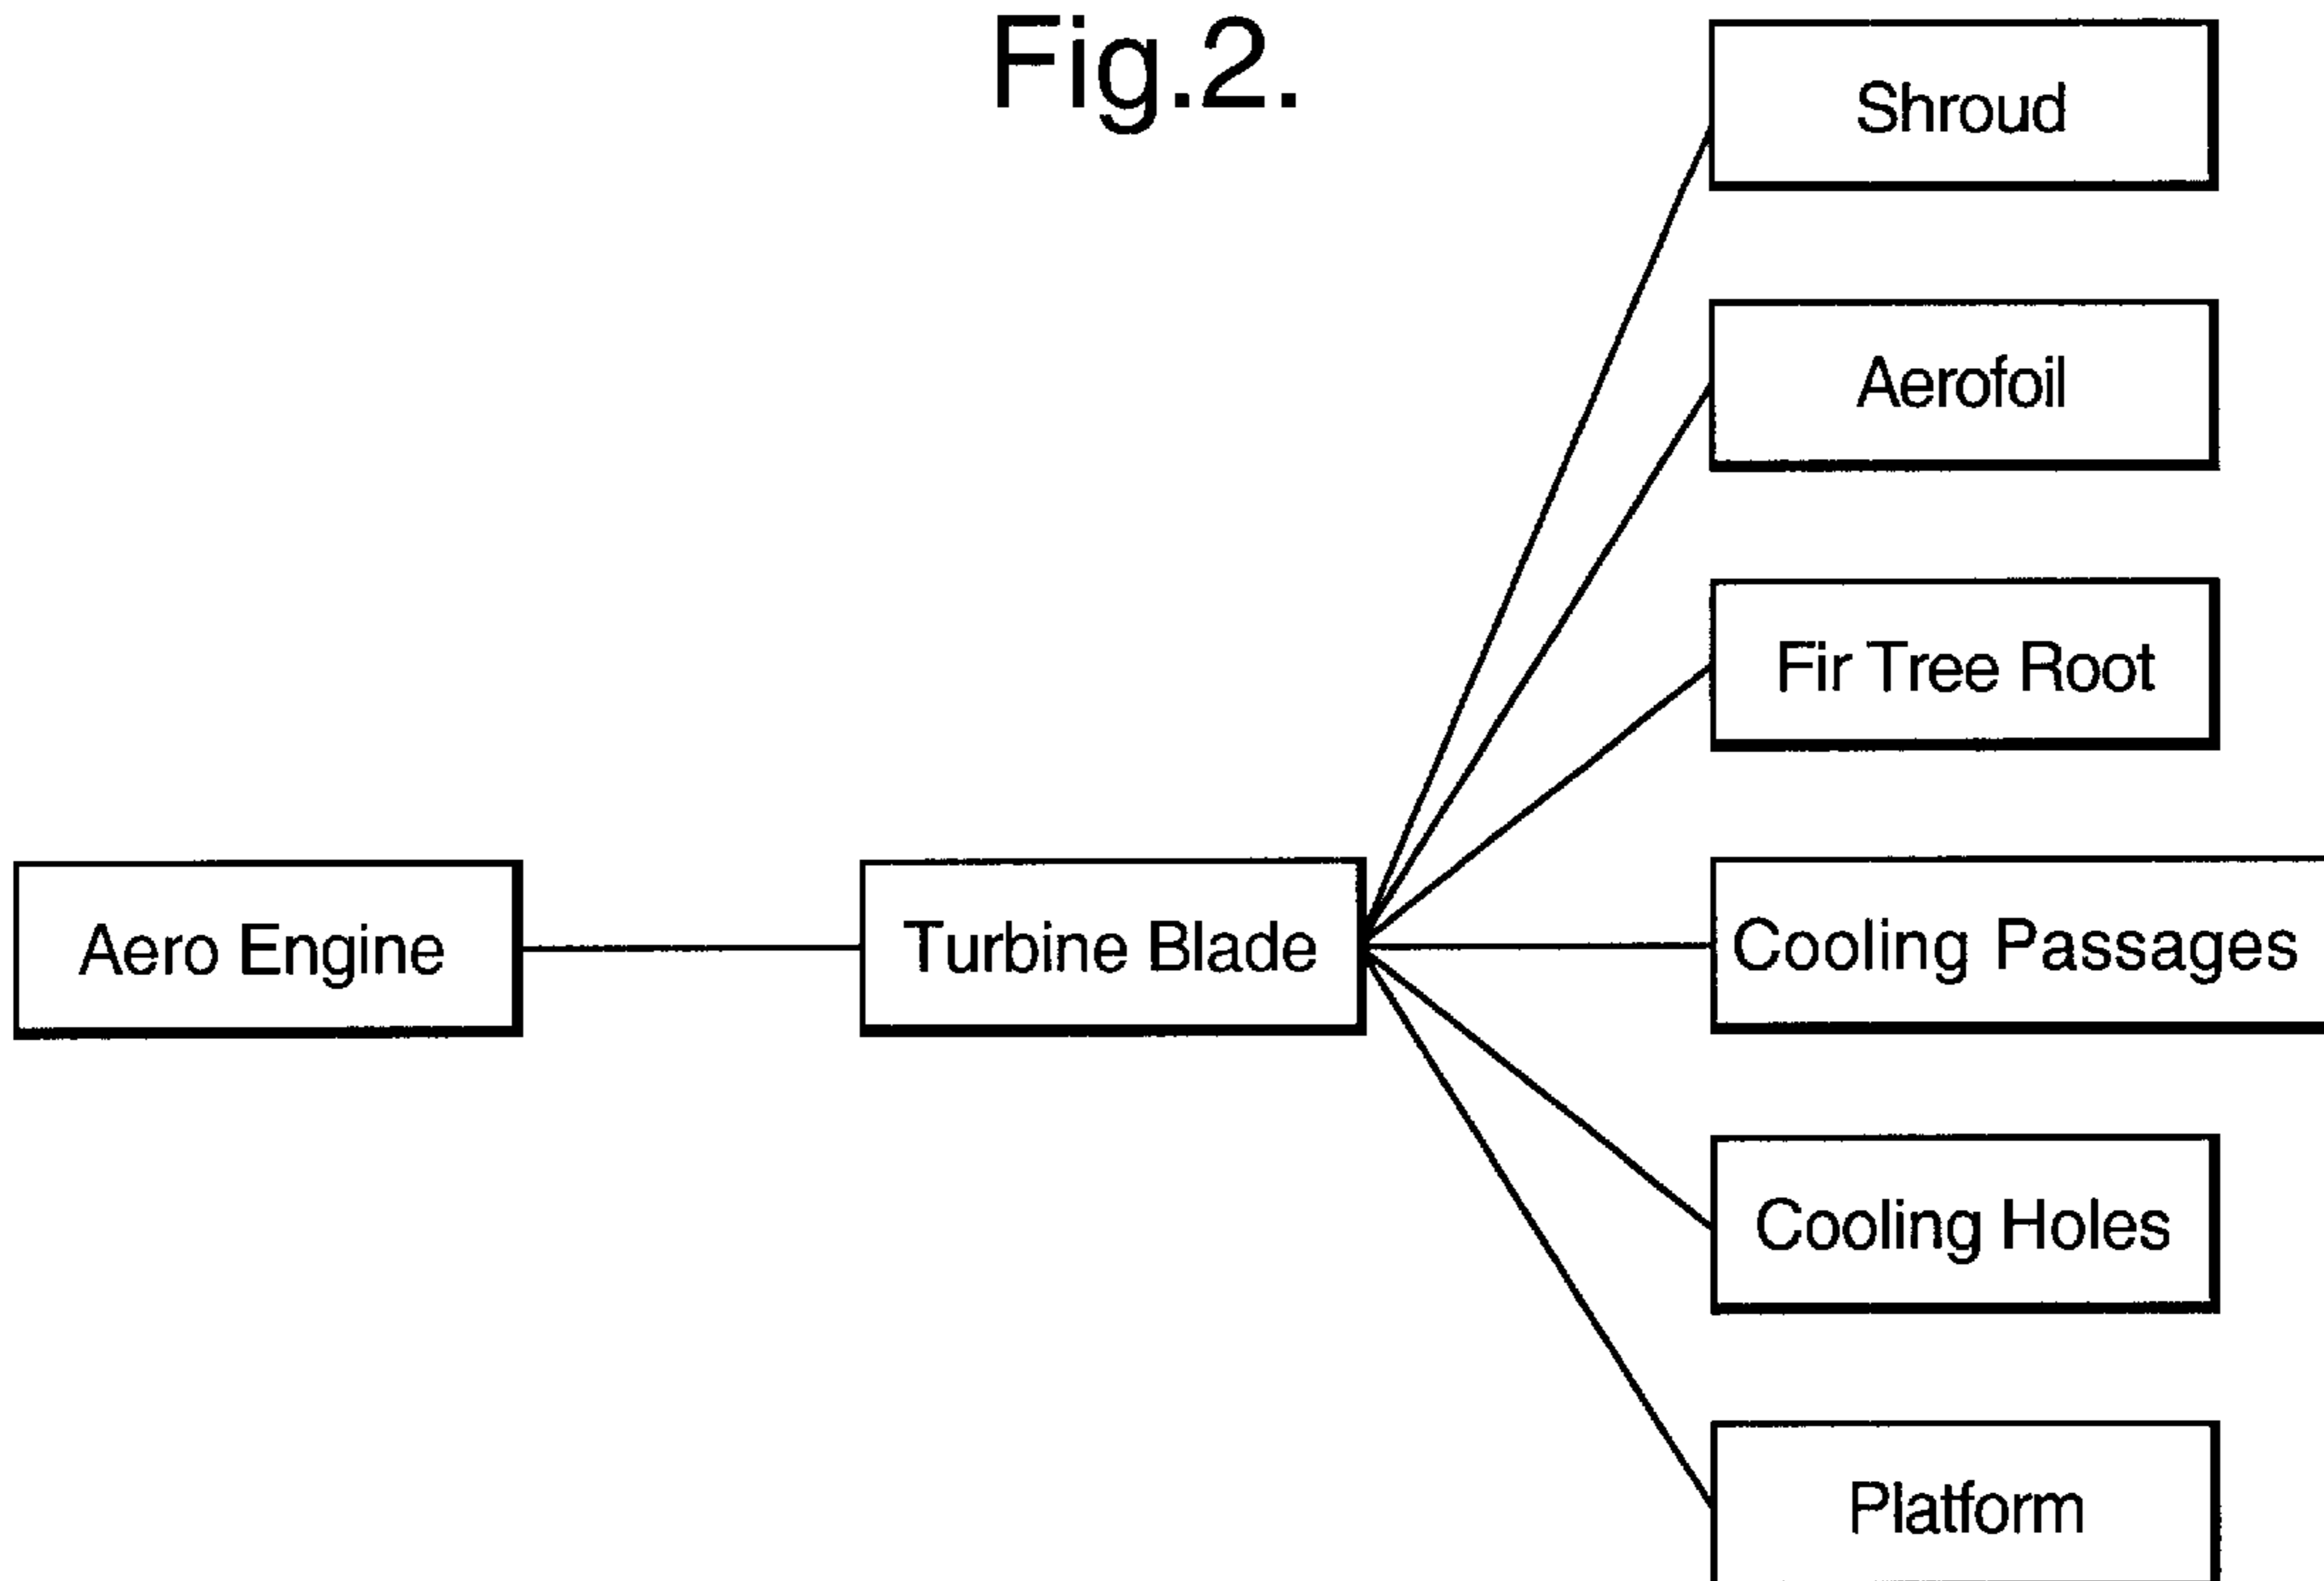 Fig.2.
Shroud
Aerofoil
Fir Tree Root
Aero Engine
Turbine Blade
Cooling Passages
Cooling Holes
Platform